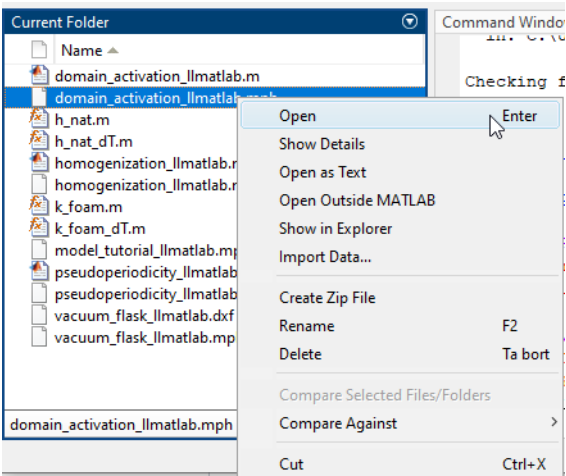 Current Folder
Command Windo
Name
Checking f
domain_activation_llmatlab.m
domain_activation_llmatlab.mph
h_nat.m
h_nat_dT.m
homogenization_llmatlab.m
homogenization_llmatlab.m
k_foam.m
k_foam_dT.m
model_tutorial_llmatlab.mp
pseudoperiodicity_llmatlab
pseudoperiodicity_llmatlab
vacuum_flask_llmatlab.dxf
vacuum_flask_llmatlab.mp
domain_activation_llmatlab.mph
Open Enter
Show Details
Open as Text
Open Outside MATLAB
Show in Explorer
Import Data...
Create Zip File
Rename F2
Delete Ta bort
Compare Selected Files/Folders
Compare Against
Cut Ctrl+X